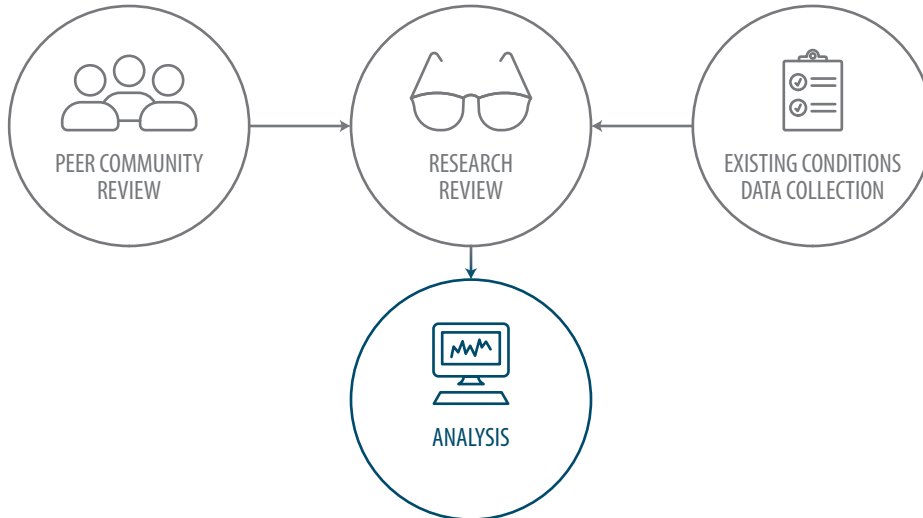 PEER COMMUNITY
REVIEW
RESEARCH
REVIEW
EXISTING CONDITIONS
DATA COLLECTION
ANALYSIS